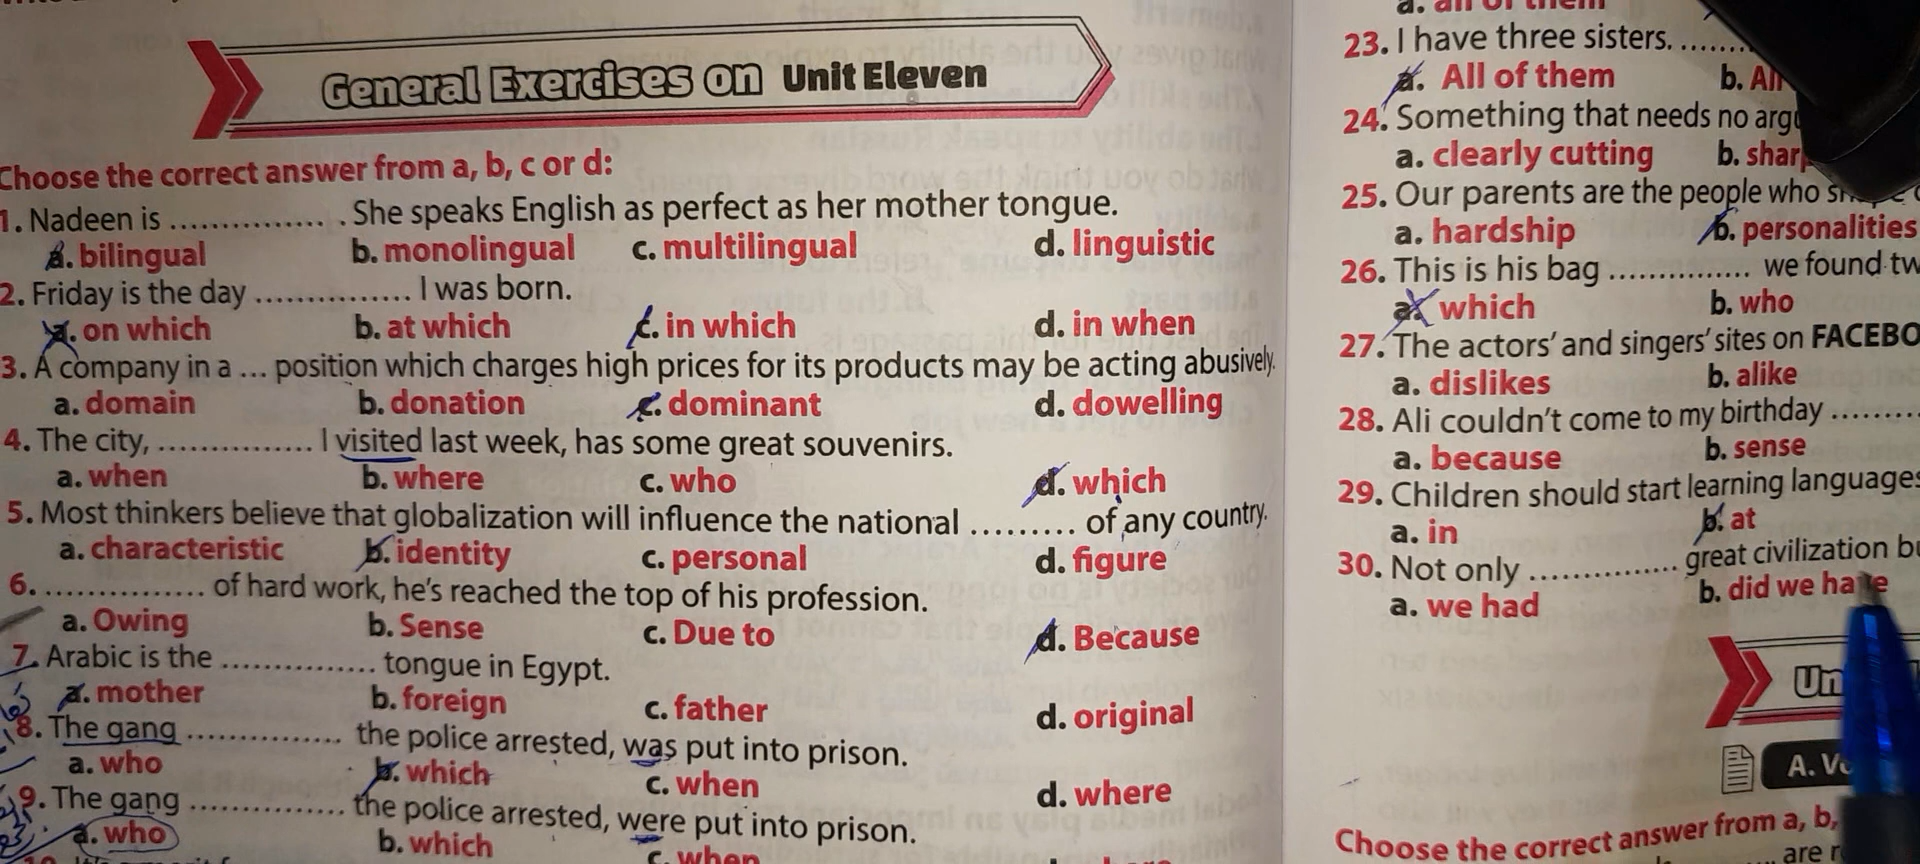 General Exercises on Unit Eleven
Choose the correct answer from a, b, c or d:
1. Nadeen is ............... . She speaks English as perfect as her mother tongue.
a. bilingual b. monolingual c. multilingual d. linguistic
2. Friday is the day ............... I was born.
a. on which b. at which c. in which d. in when
3. A company in a ... position which charges high prices for its products may be acting abusively.
a. domain b. donation c. dominant d. dowelling
4. The city, ............... I visited last week, has some great souvenirs.
a. when b. where c. who d. which
5. Most thinkers believe that globalization will influence the national ......... of any country.
a. characteristic b. identity c. personal d. figure
6. ............... of hard work, he's reached the top of his profession.
a. Owing b. Sense c. Due to d. Because
7. Arabic is the ............... tongue in Egypt.
a. mother b. foreign c. father d. original
8. The gang ............... the police arrested, was put into prison.
a. who b. which c. when d. where
9. The gang ............... the police arrested, were put into prison.
a. who b. which c. when
a. all of them
23. I have three sisters. .......
a. All of them b. All
24. Something that needs no
a. clearly cutting b.
25. Our parents are the people who
a. hardship b. personalities
26. This is his bag .............. we found
a. which b. who
27. The actors' and singers' sites on
a. dislikes b. alike
28. Ali couldn't come to my birthday .........
a. because b. sense
29. Children should start learning languages
a. in b. at
30. Not only ............... great civilization
a. we had b. did we have
Un
A.
Choose the correct answer from a, b,
are